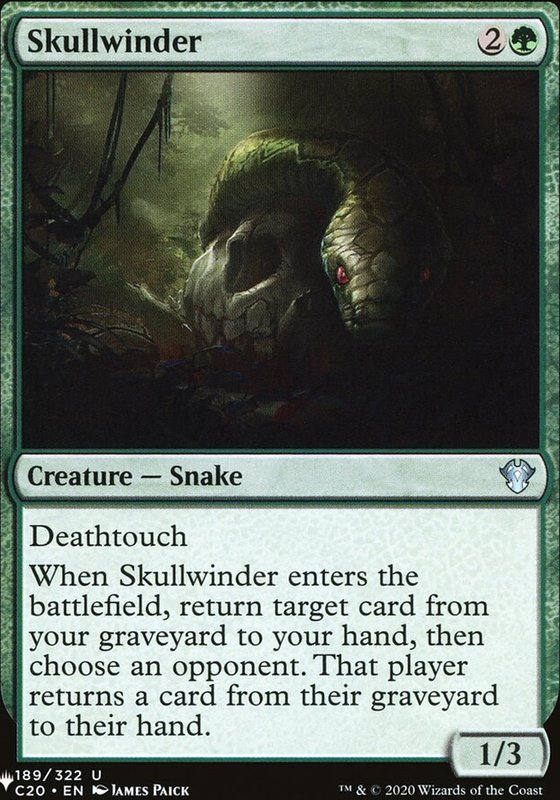 Skullwinder 2
Creature — Snake
Deathtouch
When Skullwinder enters the
battlefield, return target card from
your graveyard to your hand, then
choose an opponent. That player
returns a card from their graveyard
to their hand.
1/3
189/322 U
C20 • EN James Paick
™ & © 2020 Wizards of the Coast